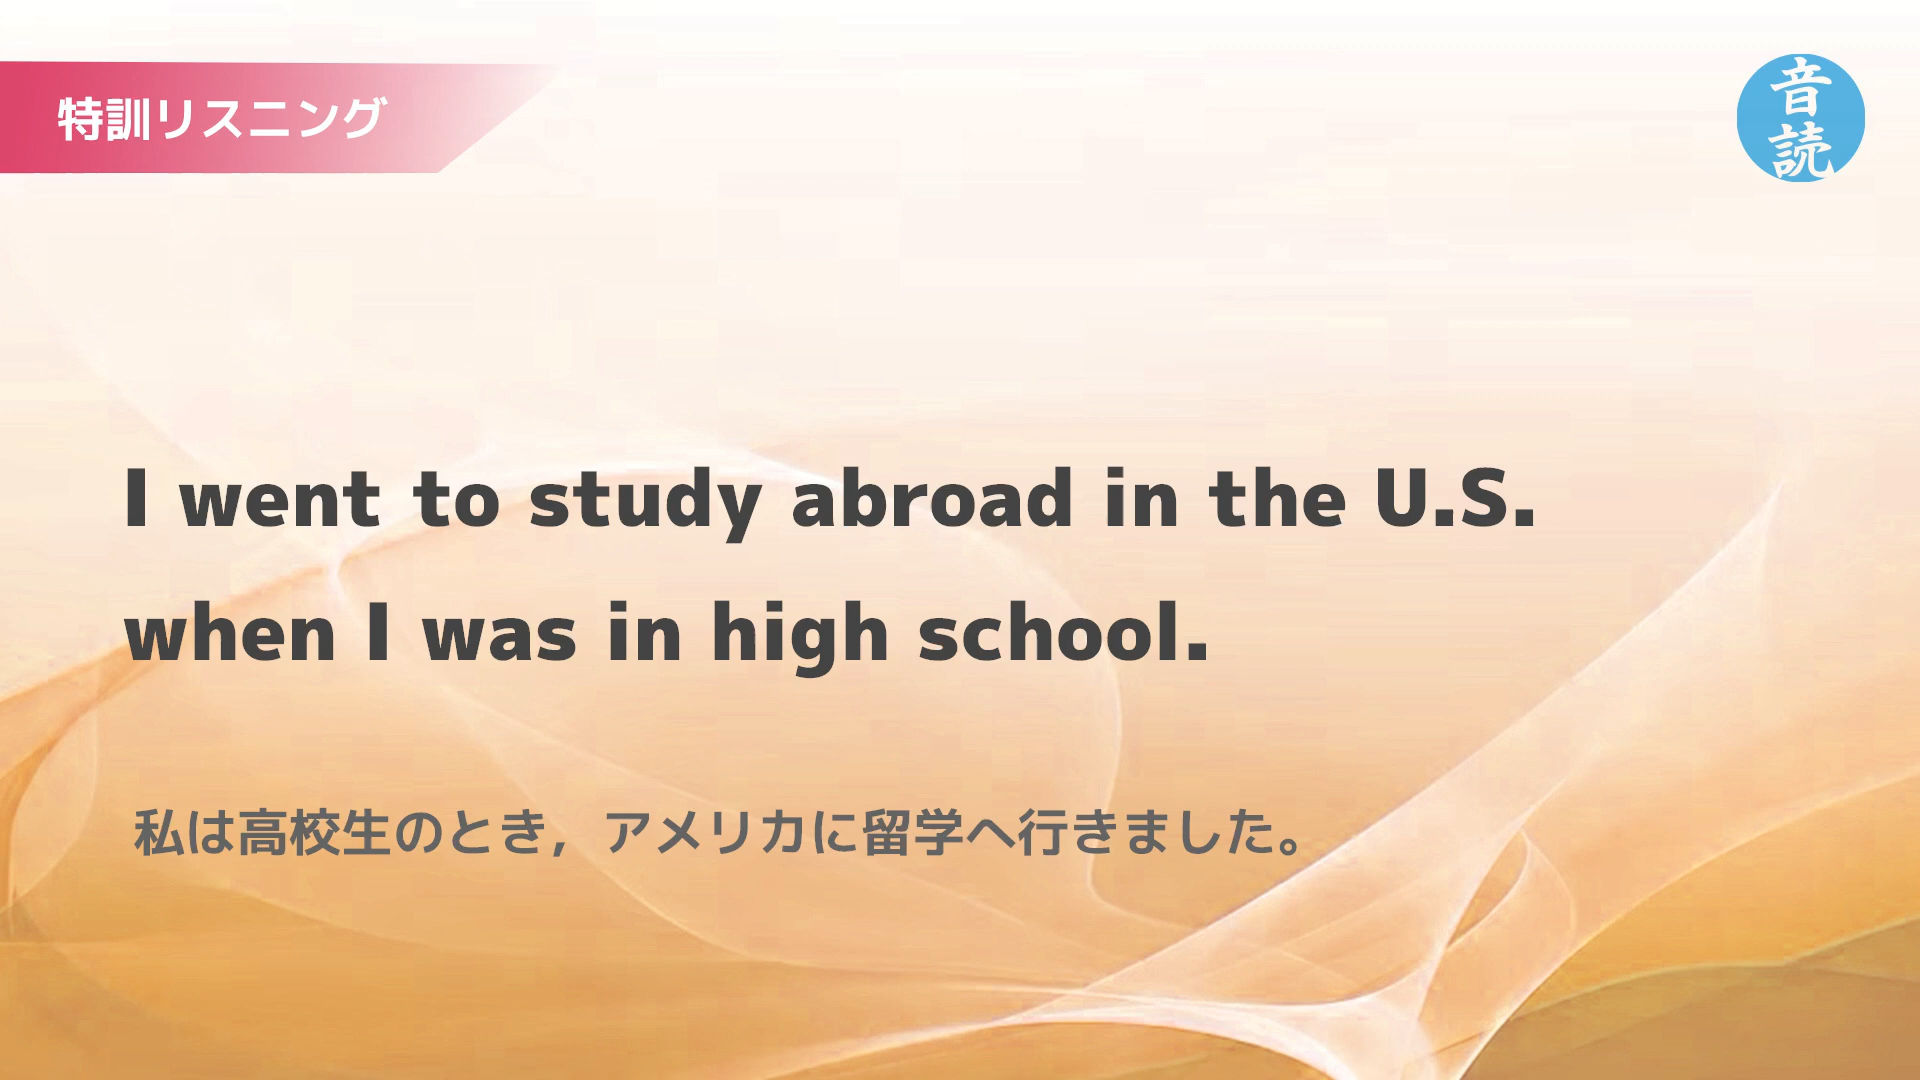 特訓リスニング
音読
I went to study abroad in the U.S.
when I was in high school.
私は高校生のとき，アメリカに留学へ行きました。